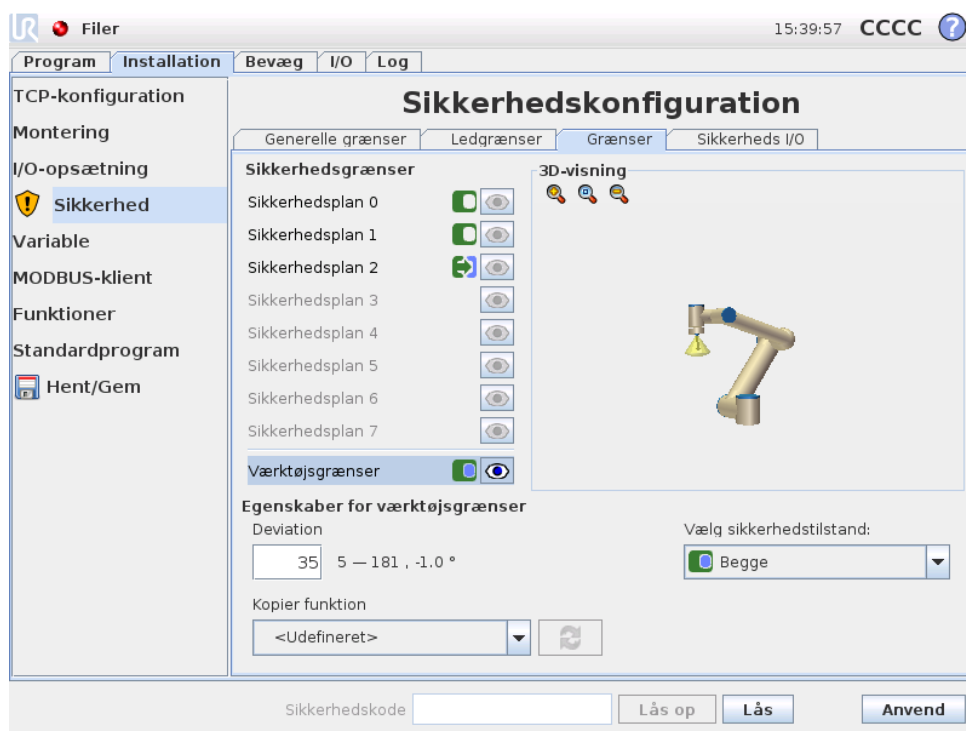 UR Filer 15:39:57 CCCC ?
Program Installation Bevæg I/O Log
TCP-konfiguration
Montering
I/O-opsætning
Sikkerhed
Variable
MODBUS-klient
Funktioner
Standardprogram
Hent/Gem
Sikkerhedskonfiguration
Generelle grænser Ledgrænser Grænser Sikkerheds I/O
Sikkerhedsgrænser
Sikkerhedsplan 0
Sikkerhedsplan 1
Sikkerhedsplan 2
Sikkerhedsplan 3
Sikkerhedsplan 4
Sikkerhedsplan 5
Sikkerhedsplan 6
Sikkerhedsplan 7
Værktøjsgrænser
3D-visning
Egenskaber for værktøjsgrænser
Deviation
35 5 — 181 , -1.0 °
Vælg sikkerhedstilstand:
Begge
Kopier funktion
<Udefineret>
Sikkerhedskode Lås op Lås Anvend